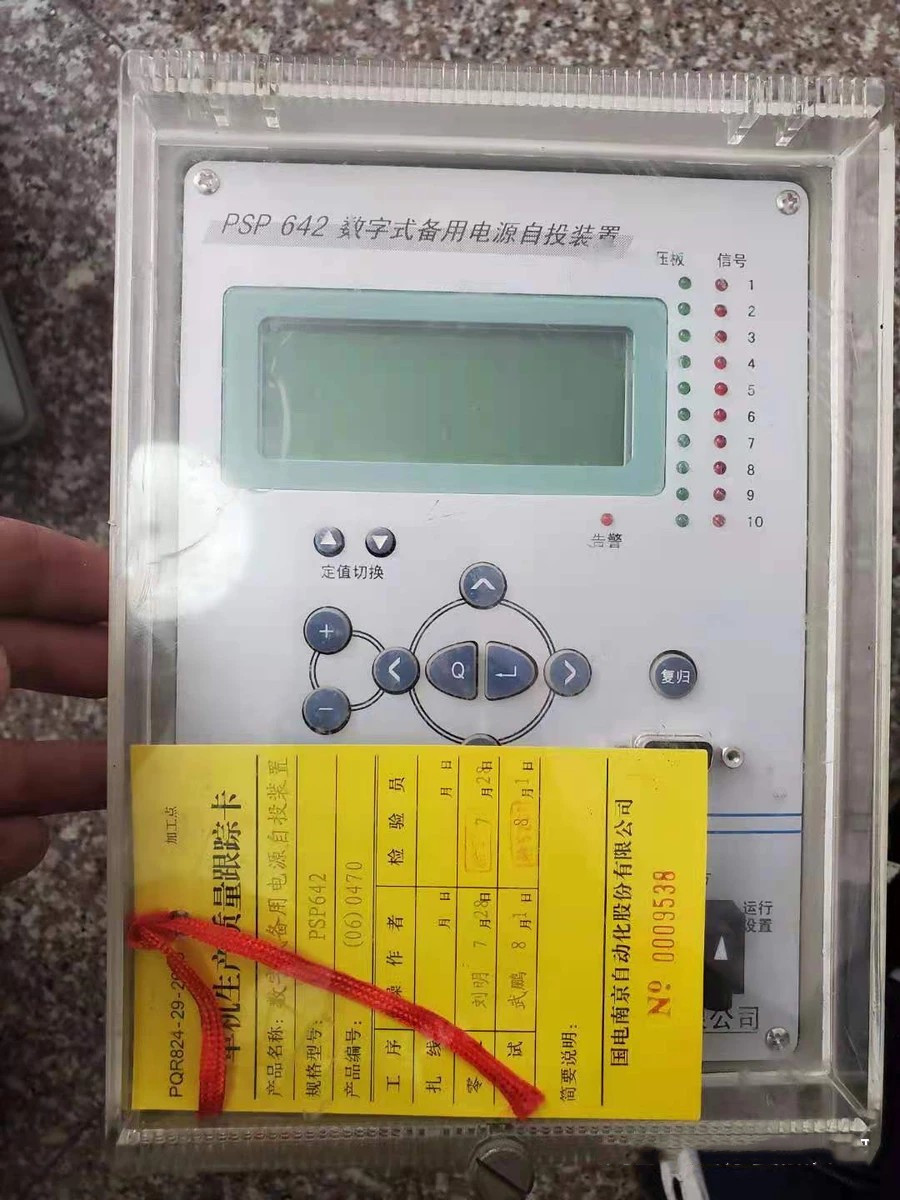 PSP 642 数字式备用电源自投装置
压板 信号
1
2
3
4
5
6
7
8
9
10
告警
定值切换
+
Q
复归
运行
设置
公司
加工点
PQR824-29-2
机生产质量跟踪卡
产品名称: 数字式备用电源自投装置
规格型号: PSP642
产品编号: (06)0470
工序 操作者 检验员
扎线 月 日 月 日
零 刘明 7月28日 7月28日
试 武鹏 8月1日 8月1日
简要说明:
国电南京自动化股份有限公司
№ 0009538